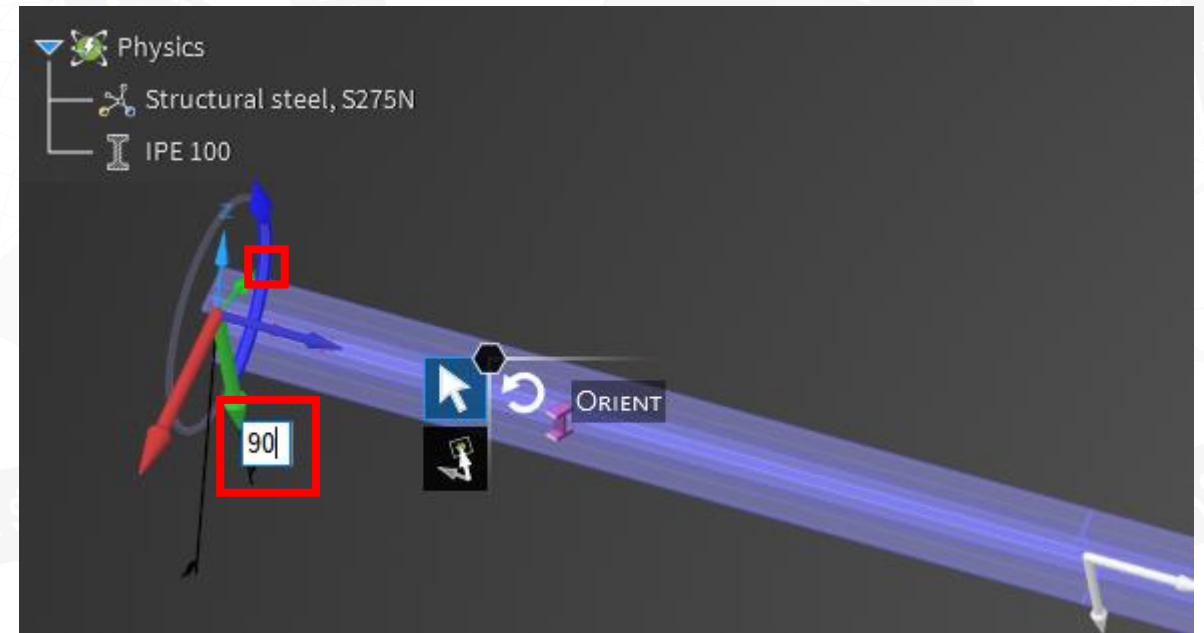 Physics
Structural steel, S275N
IPE 100
Z
ORIENT
90